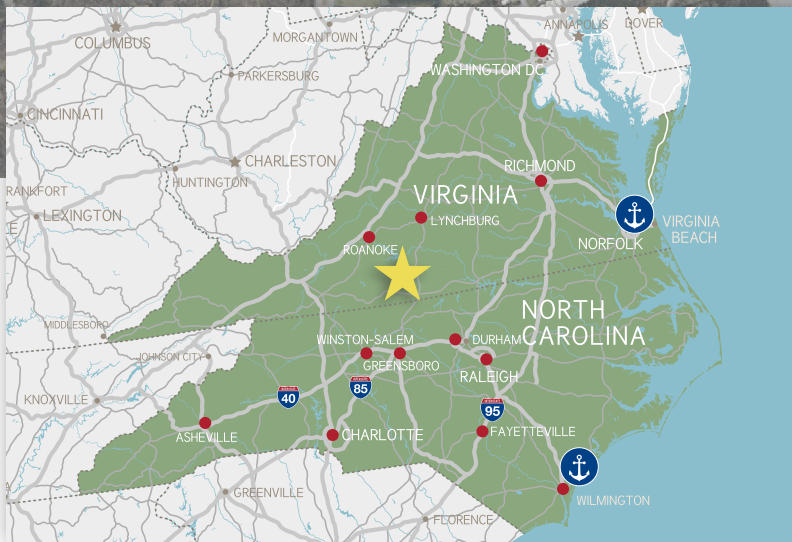 ANNAPOLIS
DOVER
COLUMBUS
MORGANTOWN
WASHINGTON DC
PARKERSBURG
CINCINNATI
CHARLESTON
RICHMOND
HUNTINGTON
RANKFORT
VIRGINIA
LEXINGTON
LYNCHBURG
VIRGINIA
BEACH
E
NORFOLK
ROANOKE
NORTH
CAROLINA
MIDDLESBORO
WINSTON-SALEM
DURHAM
JOHNSON CITY
GREENSBORO
RALEIGH
85
40
KNOXVILLE
95
ASHEVILLE
CHARLOTTE
FAYETTEVILLE
A
GREENVILLE
WILMINGTON
FLORENCE